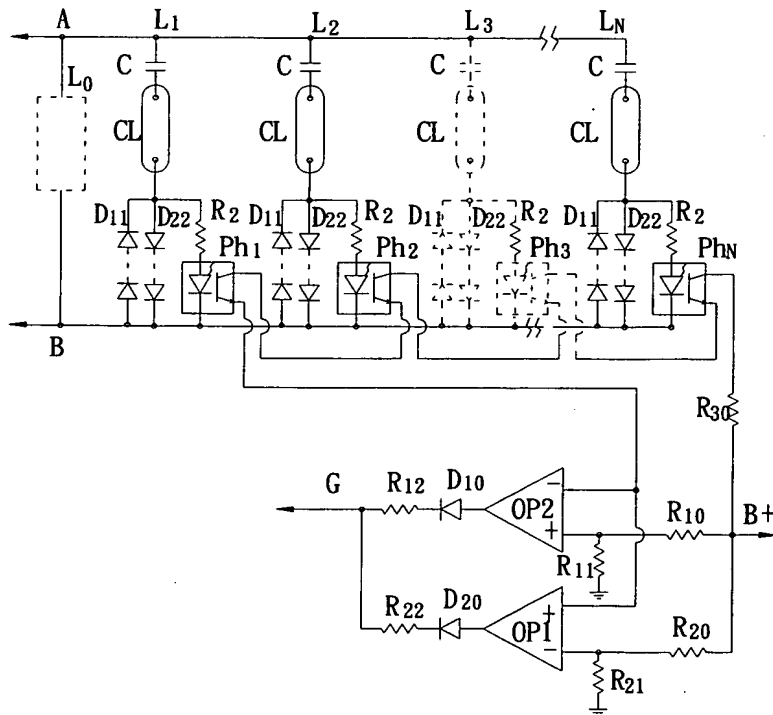 A L1 L2 L3 LN
C C C C
L0
CL CL CL CL
D11 D22 R2 D11 D22 R2 D11 D22 R2 D11 D22 R2
Ph1 Ph2 Ph3 PhN
B
R30
G R12 D10 - OP2 + R10 B+
R11
R22 D20 + OP1 - R20
R21